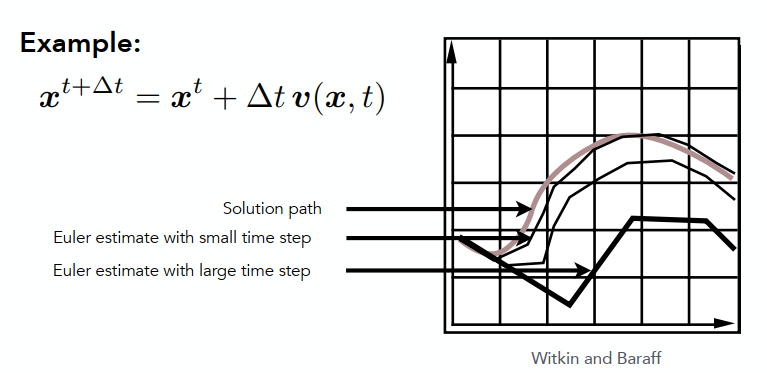 Example:
x^{t+Δt} = x^t + Δt v(x, t)
Solution path
Euler estimate with small time step
Euler estimate with large time step
Witkin and Baraff